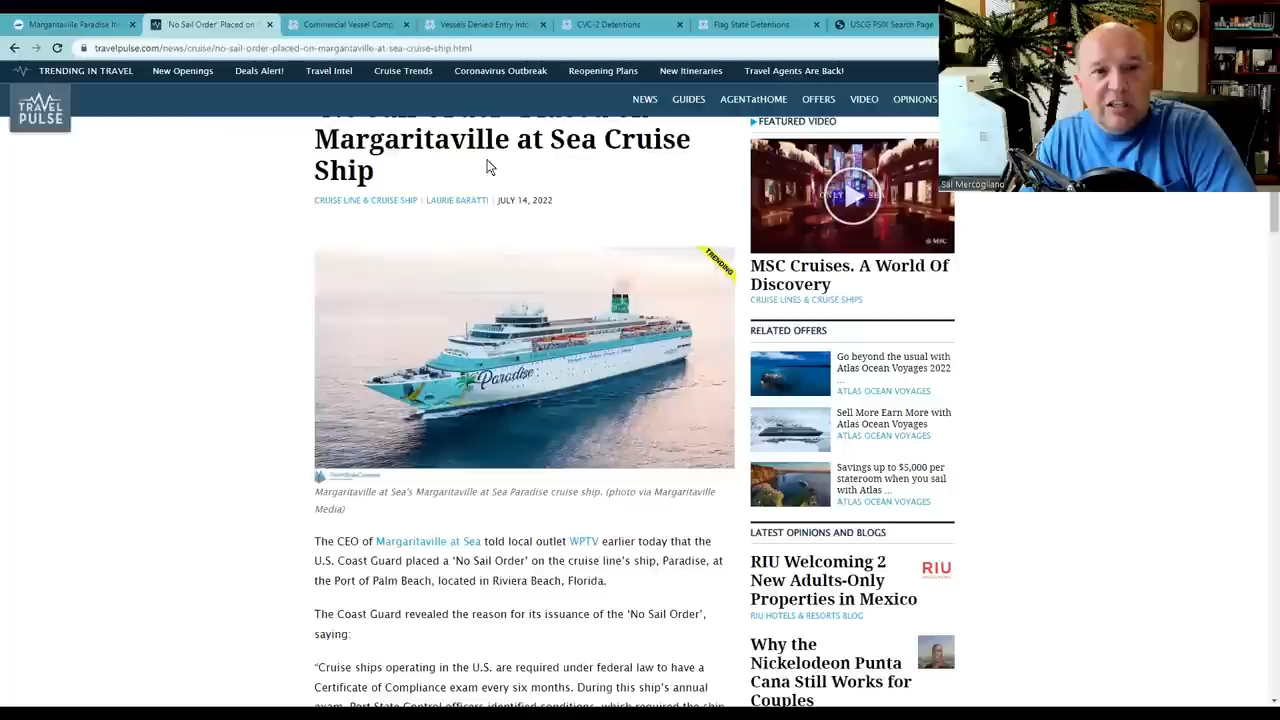 Margaritaville Paradise It
'No Sail Order' Placed on
Commercial Vessel Comp
Vessels Denied Entry Into
CVC-2 Detentions
Flag State Detentions
USCG PSIX Search Page
travelpulse.com/news/cruise/no-sail-order-placed-on-margaritaville-at-sea-cruise-ship.html
TRENDING IN TRAVEL
New Openings
Deals Alert!
Travel Intel
Cruise Trends
Coronavirus Outbreak
Reopening Plans
New Itineraries
Travel Agents Are Back!
TRAVEL
PULSE
NEWS
GUIDES
AGENTatHOME
OFFERS
VIDEO
OPINIONS
Sal Mercogliano
Margaritaville at Sea Cruise
Ship
CRUISE LINE & CRUISE SHIP | LAURIE BARATTI | JULY 14, 2022
TRENDING
Paradise
Margaritaville at Sea's Margaritaville at Sea Paradise cruise ship. (photo via Margaritaville
Media)
The CEO of Margaritaville at Sea told local outlet WPTV earlier today that the
U.S. Coast Guard placed a 'No Sail Order' on the cruise line's ship, Paradise, at
the Port of Palm Beach, located in Riviera Beach, Florida.
The Coast Guard revealed the reason for its issuance of the 'No Sail Order',
saying:
"Cruise ships operating in the U.S. are required under federal law to have a
Certificate of Compliance exam every six months. During this ship's annual
exam, Port State Control officers identified conditions, which required the ship
FEATURED VIDEO
MSC
MSC Cruises. A World Of
Discovery
CRUISE LINES & CRUISE SHIPS
RELATED OFFERS
Go beyond the usual with
Atlas Ocean Voyages 2022
...
ATLAS OCEAN VOYAGES
Sell More Earn More with
Atlas Ocean Voyages
ATLAS OCEAN VOYAGES
Savings up to $5,000 per
stateroom when you sail
with Atlas ...
ATLAS OCEAN VOYAGES
LATEST OPINIONS AND BLOGS
RIU Welcoming 2
New Adults-Only
Properties in Mexico
RIU HOTELS & RESORTS BLOG
RIU
Why the
Nickelodeon Punta
Cana Still Works for
Couples